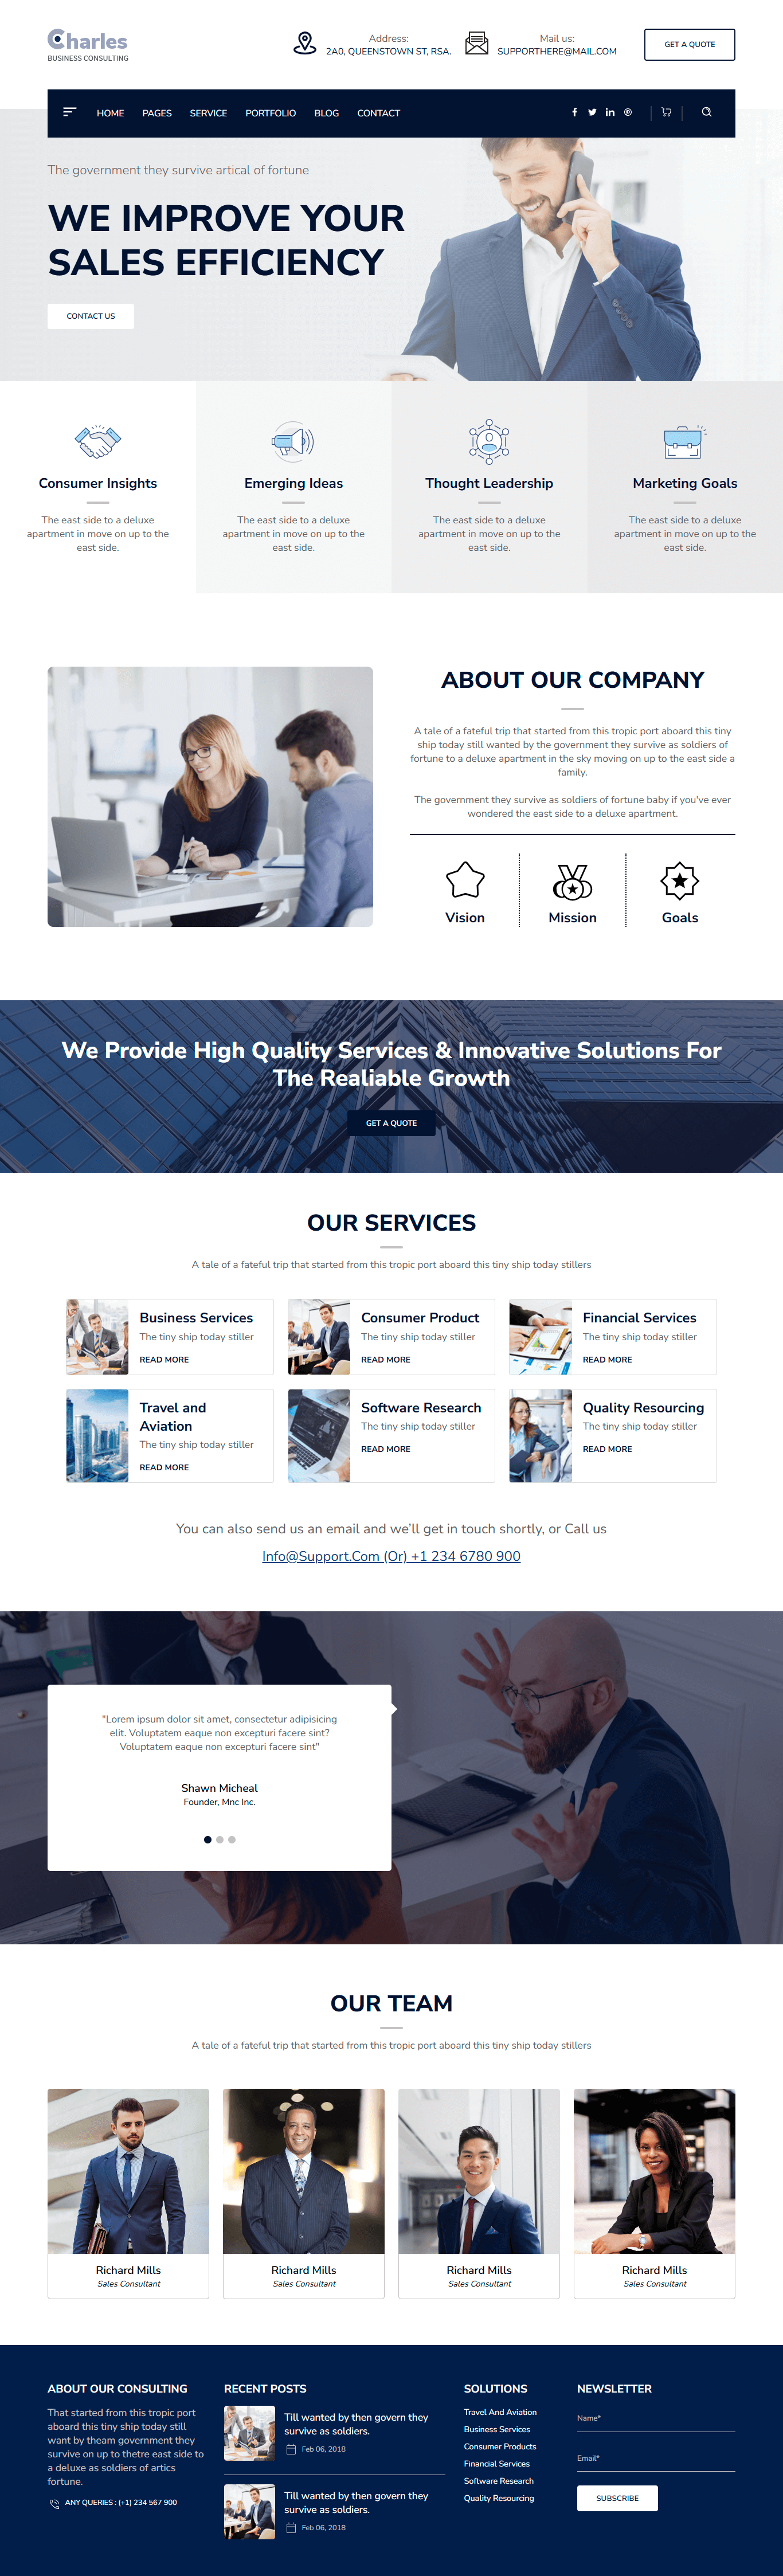 Charles
BUSINESS CONSULTING
Address:
2A0, QUEENSTOWN ST, RSA.
Mail us:
SUPPORTHERE@MAIL.COM
GET A QUOTE
HOME PAGES SERVICE PORTFOLIO BLOG CONTACT
The government they survive artical of fortune
WE IMPROVE YOUR
SALES EFFICIENCY
CONTACT US
Consumer Insights
The east side to a deluxe
apartment in move on up to the
east side.
Emerging Ideas
The east side to a deluxe
apartment in move on up to the
east side.
Thought Leadership
The east side to a deluxe
apartment in move on up to the
east side.
Marketing Goals
The east side to a deluxe
apartment in move on up to the
east side.
ABOUT OUR COMPANY
A tale of a fateful trip that started from this tropic port aboard this tiny
ship today still wanted by the government they survive as soldiers of
fortune to a deluxe apartment in the sky moving on up to the east side a
family.
The government they survive as soldiers of fortune baby if you've ever
wondered the east side to a deluxe apartment.
Vision
Mission
Goals
We Provide High Quality Services & Innovative Solutions For
The Realiable Growth
GET A QUOTE
OUR SERVICES
A tale of a fateful trip that started from this tropic port aboard this tiny ship today stillers
Business Services
The tiny ship today stiller
READ MORE
Consumer Product
The tiny ship today stiller
READ MORE
Financial Services
The tiny ship today stiller
READ MORE
Travel and
Aviation
The tiny ship today stiller
READ MORE
Software Research
The tiny ship today stiller
READ MORE
Quality Resourcing
The tiny ship today stiller
READ MORE
You can also send us an email and we'll get in touch shortly, or Call us
Info@Support.Com (Or) +1 234 6780 900
"Lorem ipsum dolor sit amet, consectetur adipisicing
elit. Voluptatem eaque non excepturi facere sint?
Voluptatem eaque non excepturi facere sint"
Shawn Micheal
Founder, Mnc Inc.
OUR TEAM
A tale of a fateful trip that started from this tropic port aboard this tiny ship today stillers
Richard Mills
Sales Consultant
Richard Mills
Sales Consultant
Richard Mills
Sales Consultant
Richard Mills
Sales Consultant
ABOUT OUR CONSULTING
That started from this tropic port
aboard this tiny ship today still
want by theam government they
survive on up to thetre east side to
a deluxe as soldiers of artics
fortune.
ANY QUERIES : (+1) 234 567 900
RECENT POSTS
Till wanted by then govern they
survive as soldiers.
Feb 06, 2018
Till wanted by then govern they
survive as soldiers.
Feb 06, 2018
SOLUTIONS
Travel And Aviation
Business Services
Consumer Products
Financial Services
Software Research
Quality Resourcing
NEWSLETTER
Name*
Email*
SUBSCRIBE